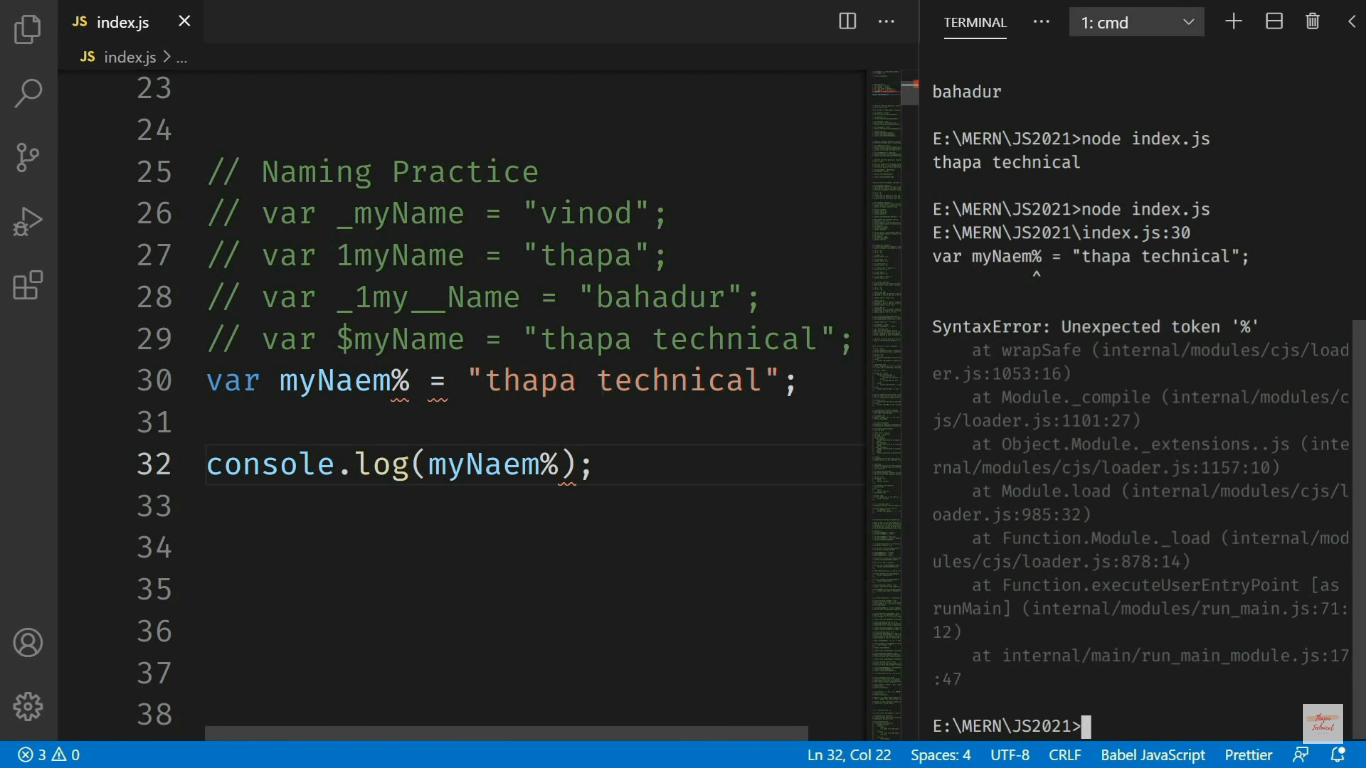 JS index.js ×
JS index.js > ...
23
24
25 // Naming Practice
26 // var _myName = "vinod";
27 // var 1myName = "thapa";
28 // var _1my__Name = "bahadur";
29 // var $myName = "thapa technical";
30 var myNaem% = "thapa technical";
31
32 console.log(myNaem%);
33
34
35
36
37
38
TERMINAL ... 1: cmd
bahadur
E:\MERN\JS2021>node index.js
thapa technical
E:\MERN\JS2021>node index.js
E:\MERN\JS2021\index.js:30
var myNaem% = "thapa technical";
^
SyntaxError: Unexpected token '%'
at wrapSafe (internal/modules/cjs/load
er.js:1053:16)
at Module._compile (internal/modules/c
js/loader.js:1101:27)
at Object.Module._extensions..js (inte
rnal/modules/cjs/loader.js:1157:10)
at Module.load (internal/modules/cjs/l
oader.js:985:32)
at Function.Module._load (internal/mod
ules/cjs/loader.js:878:14)
at Function.executeUserEntryPoint [as
runMain] (internal/modules/run_main.js:71:
12)
at internal/main/run_main_module.js:17
:47
E:\MERN\JS2021>
Thapa
Technical
3 0 Ln 32, Col 22 Spaces: 4 UTF-8 CRLF Babel JavaScript Prettier